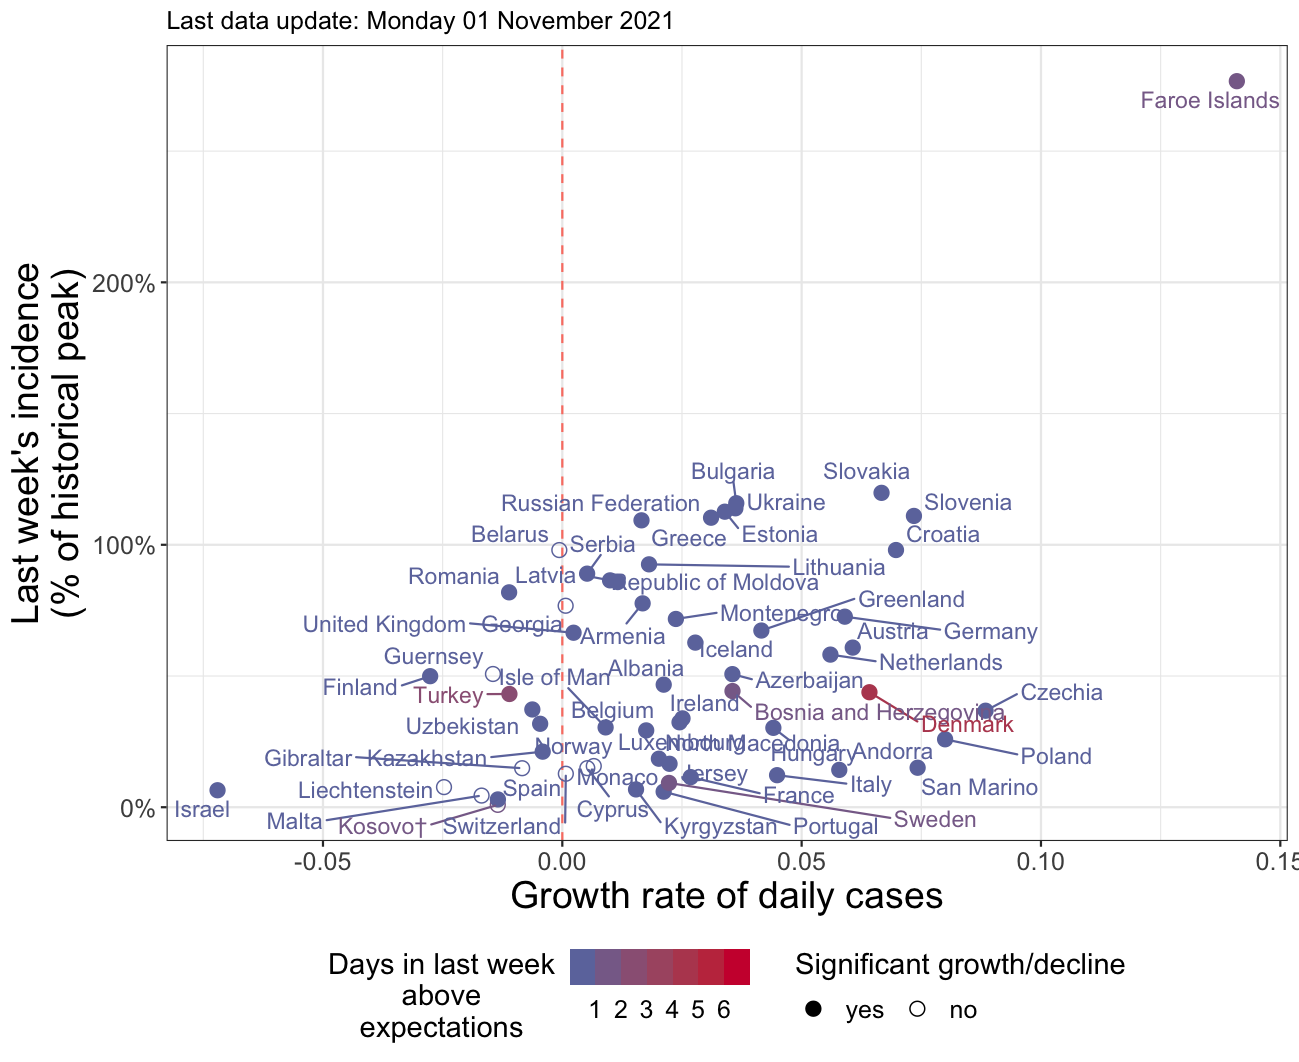 Last data update: Monday 01 November 2021
Last week's incidence
(% of historical peak)
200%
100%
0%
Faroe Islands
Bulgaria
Slovakia
Russian Federation
Ukraine
Slovenia
Belarus
Serbia
Greece
Estonia
Croatia
Lithuania
Romania
Latvia
Republic of Moldova
Greenland
Montenegro
United Kingdom
Georgia
Armenia
Austria
Germany
Iceland
Guernsey
Albania
Netherlands
Isle of Man
Azerbaijan
Finland
Turkey
Czechia
Belgium
Ireland
Bosnia and Herzegovina
Denmark
Uzbekistan
Norway
Luxembourg
North Macedonia
Hungary
Andorra
Poland
Gibraltar
Kazakhstan
Monaco
Jersey
Italy
San Marino
Liechtenstein
Spain
France
Israel
Cyprus
Malta
Kosovo†
Switzerland
Kyrgyzstan
Portugal
Sweden
-0.05
0.00
0.05
0.10
0.15
Growth rate of daily cases
Days in last week
above
expectations
1 2 3 4 5 6
Significant growth/decline
yes
no